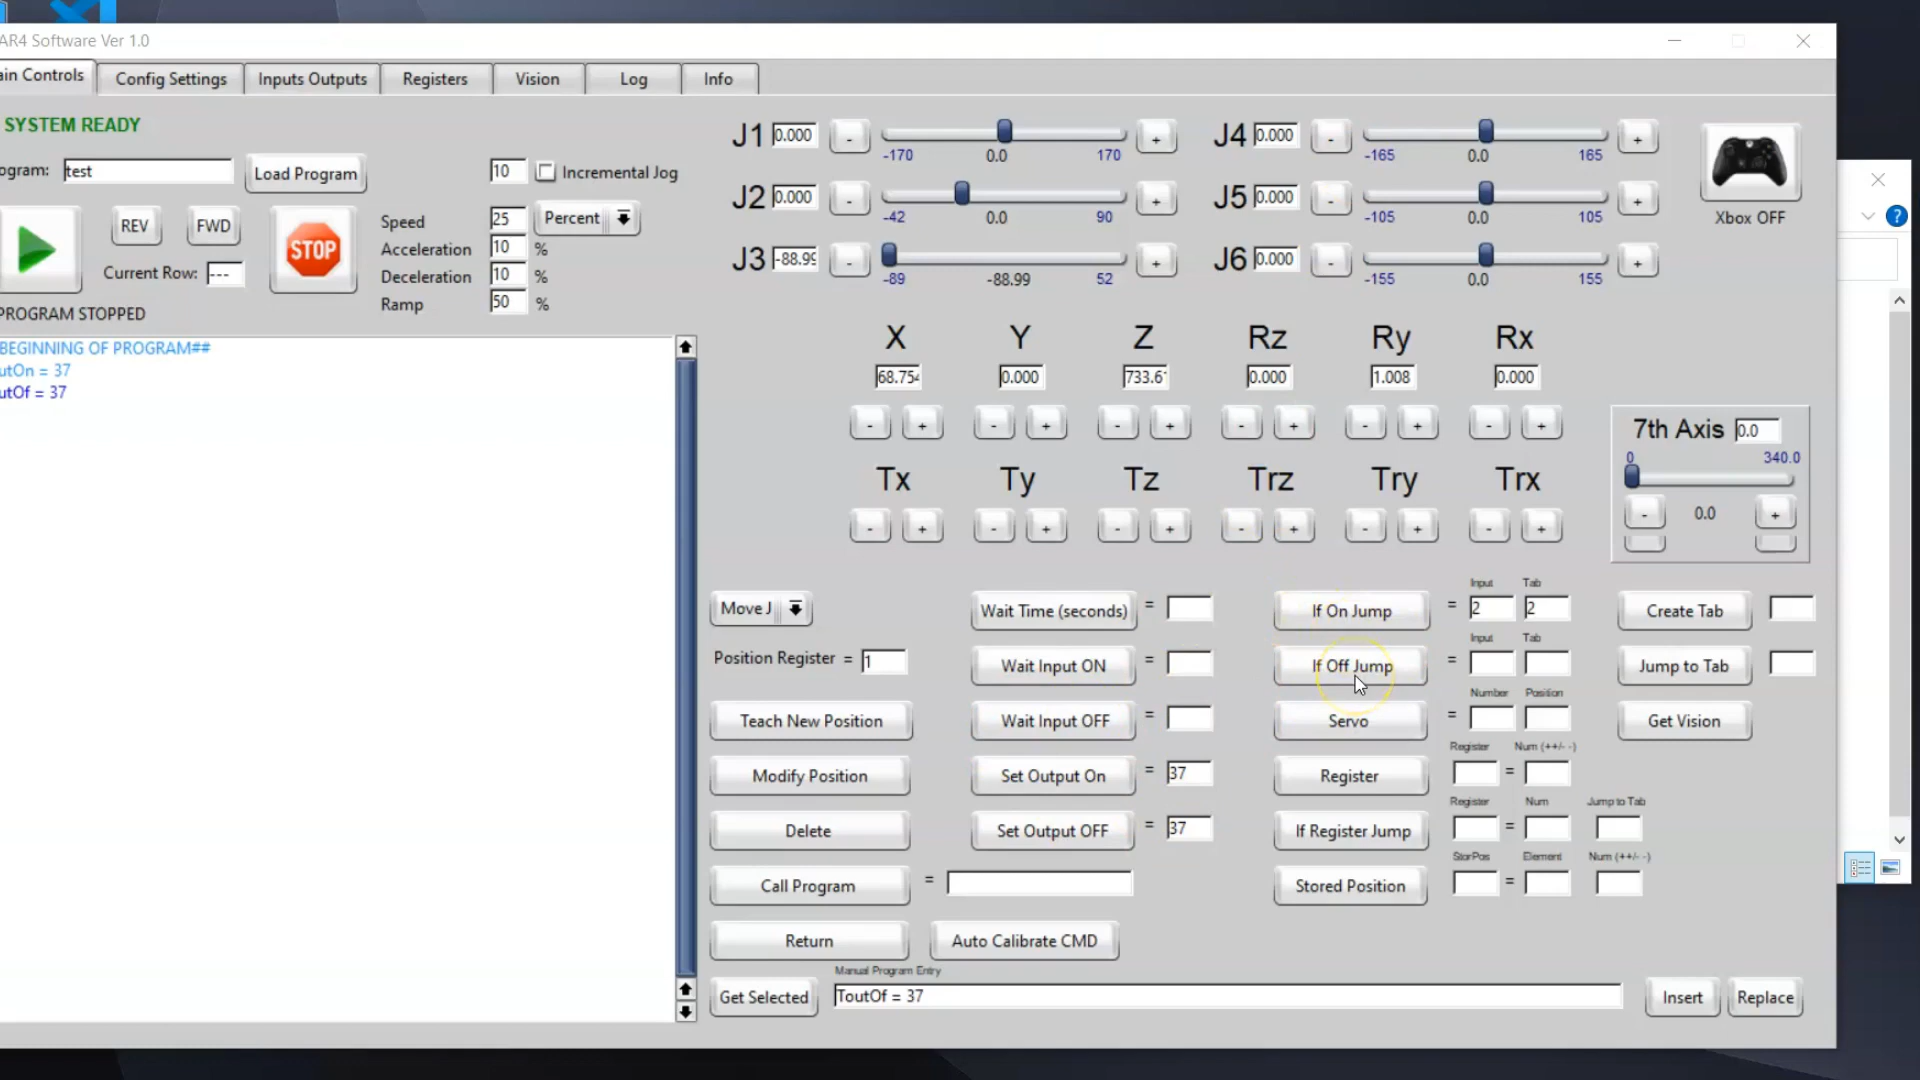 AR4 Software Ver 1.0
ain Controls
Config Settings
Inputs Outputs
Registers
Vision
Log
Info
SYSTEM READY
ogram:
test
Load Program
10
Incremental Jog
REV
FWD
STOP
Current Row:
---
Speed
25
Percent
Acceleration
10
%
Deceleration
10
%
Ramp
50
%
PROGRAM STOPPED
BEGINNING OF PROGRAM##
utOn = 37
utOf = 37
J1
0.000
-
+
-170
0.0
170
J2
0.000
-
+
-42
0.0
90
J3
-88.99
-
+
-89
-88.99
52
J4
0.000
-
+
-165
0.0
165
J5
0.000
-
+
-105
0.0
105
J6
0.000
-
+
-155
0.0
155
Xbox OFF
X
Y
Z
Rz
Ry
Rx
68.754
0.000
733.6
0.000
1.008
0.000
- + - + - + - + - + - +
Tx
Ty
Tz
Trz
Try
Trx
- + - + - + - + - + - +
7th Axis
0.0
0
340.0
-
0.0
+
?
Move J
Position Register =
1
Teach New Position
Modify Position
Delete
Call Program
=
Return
Auto Calibrate CMD
Wait Time (seconds)
=
Wait Input ON
=
Wait Input OFF
=
Set Output On
=
37
Set Output OFF
=
37
Input
Tab
If On Jump
=
2
2
Input
Tab
If Off Jump
=
Number
Position
Servo
=
Register
Num (++/- -)
Register
=
Register
Num
Jump to Tab
If Register Jump
=
StorPos
Element
Num (++/- -)
Stored Position
=
Create Tab
Jump to Tab
Get Vision
Manual Program Entry
Get Selected
ToutOf = 37
Insert
Replace